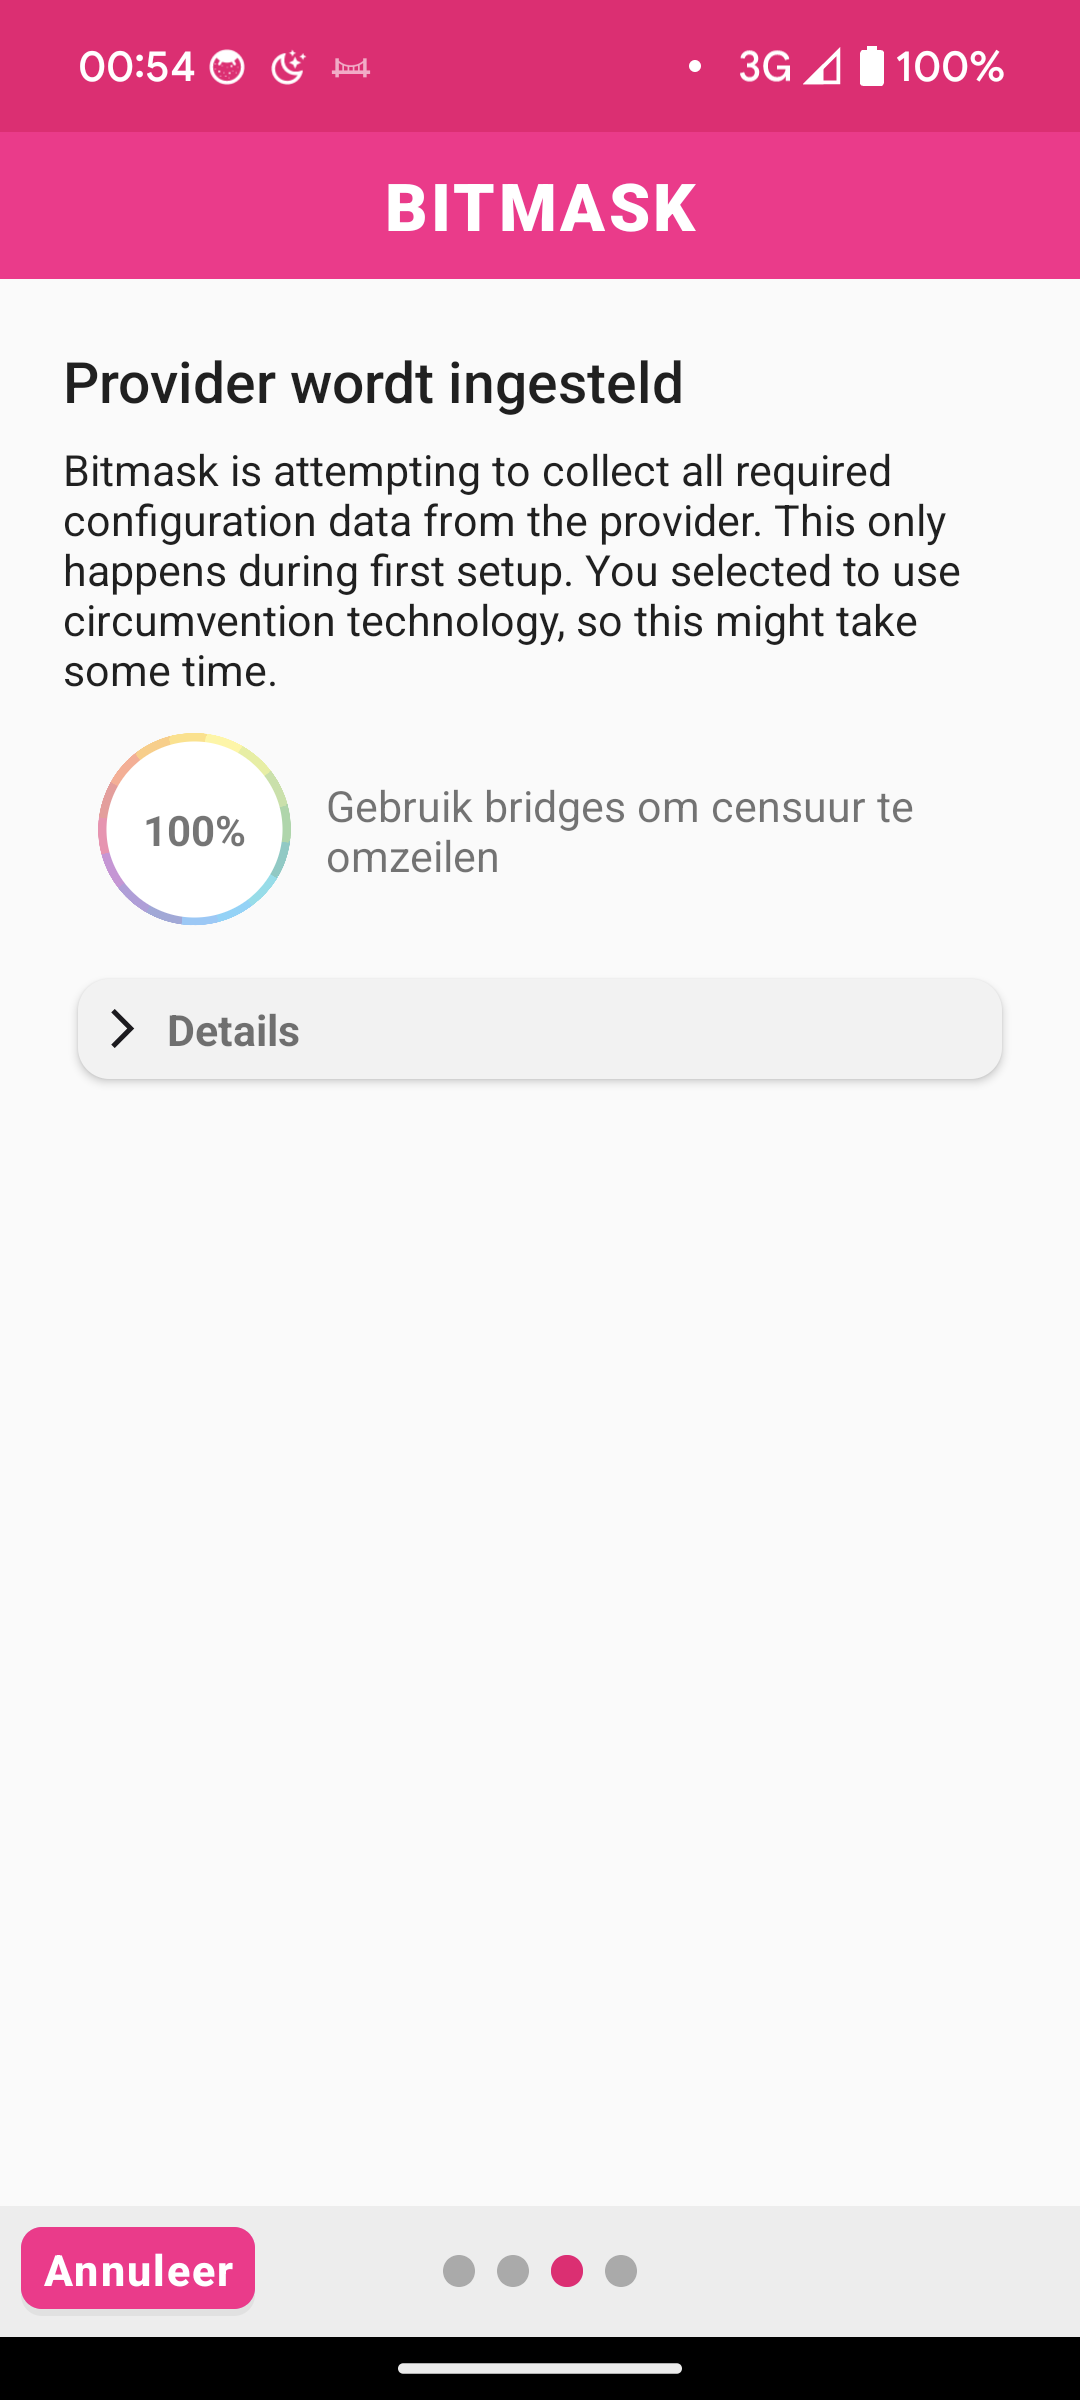 00:54
3G
100%
BITMASK
Provider wordt ingesteld
Bitmask is attempting to collect all required
configuration data from the provider. This only
happens during first setup. You selected to use
circumvention technology, so this might take
some time.
100%
Gebruik bridges om censuur te
omzeilen
Details
Annuleer